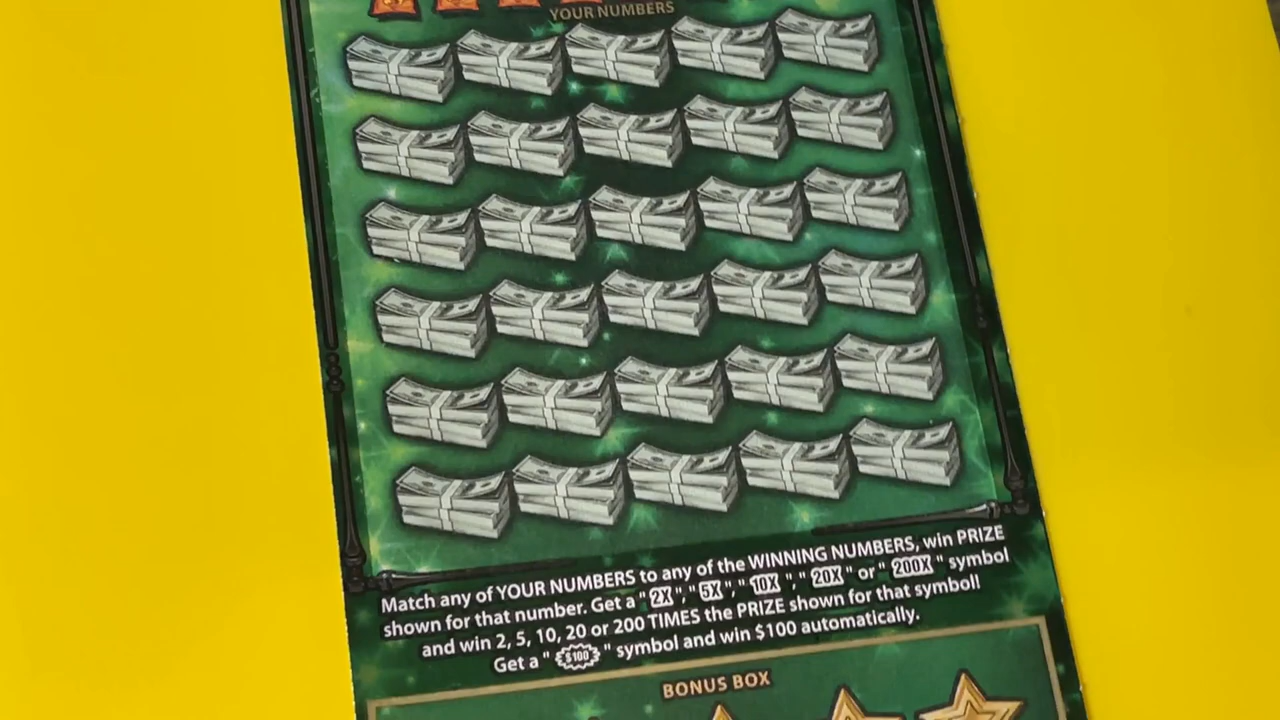 YOUR NUMBERS
Match any of YOUR NUMBERS to any of the WINNING NUMBERS, win PRIZE
shown for that number. Get a "2X", "5X", "10X", "20X" or "200X" symbol
and win 2, 5, 10, 20 or 200 TIMES the PRIZE shown for that symbol!
Get a "$100" symbol and win $100 automatically.
BONUS BOX